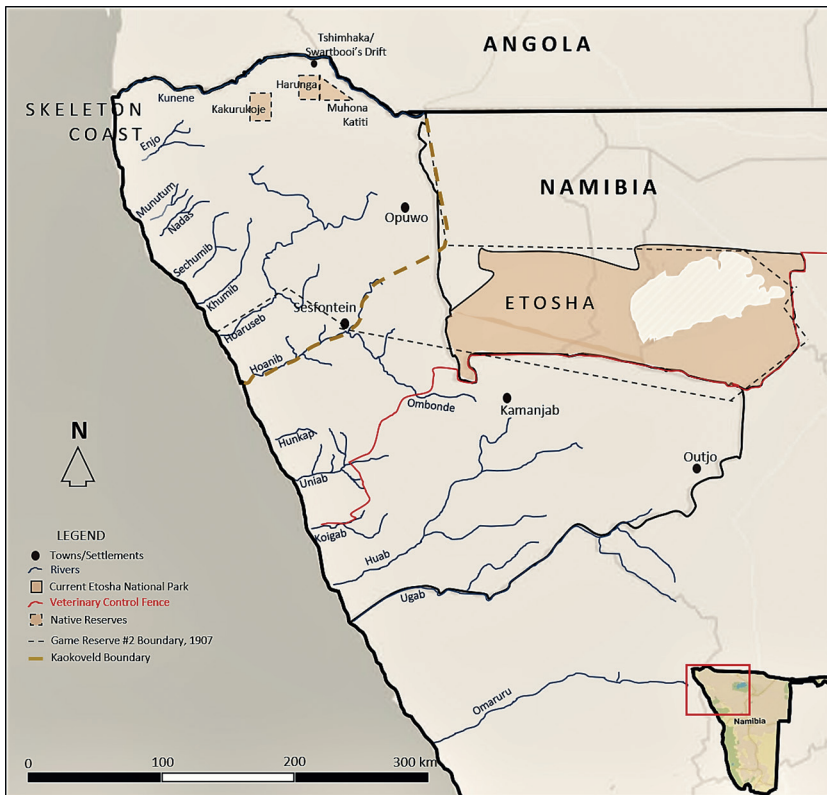 Tshimhaka/
Swartbooi's Drift
ANGOLA
Kunene
Harunga
SKELETON
COAST
Kakurukoje
Muhona
Katiti
Enjo
NAMIBIA
Munutum
Nadas
Opuwo
Sechumib
Khumib
ETOSHA
Sesfontein
Hoaruseb
Hoanib
Ombonde
Kamanjab
N
Hunkap
Outjo
Uniab
Koigab
LEGEND
Towns/Settlements
Rivers
Current Etosha National Park
Veterinary Control Fence
Native Reserves
Game Reserve #2 Boundary, 1907
Kaokoveld Boundary
Huab
Ugab
Omaruru
Namibia
0 100 200 300 km